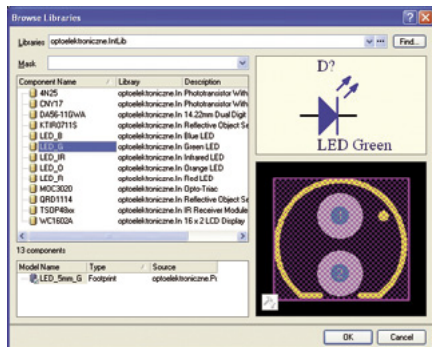 Browse Libraries
Libraries optoelektroniczne.IntLib Find...
Mask
Component Name / Library Description
4N25 optoelektroniczne.In Phototransistor With
CNY17 optoelektroniczne.In Phototransistor With
DA56-11GWA optoelektroniczne.In 14.22mm Dual Digit
KTIR0711S optoelektroniczne.In Reflective Object Se
LED_B optoelektroniczne.In Blue LED
LED_G optoelektroniczne.In Green LED
LED_IR optoelektroniczne.In Infrared LED
LED_O optoelektroniczne.In Orange LED
LED_R optoelektroniczne.In Red LED
MOC3020 optoelektroniczne.In Opto-Triac
QRD1114 optoelektroniczne.In Reflective Object Se
TSOP48xx optoelektroniczne.In IR Receiver Module
WC1602A optoelektroniczne.In 16 x 2 LCD Display
13 components
Model Name Type / Source
LED_5mm_G Footprint optoelektroniczne.P
D?
LED Green
1
2
OK Cancel